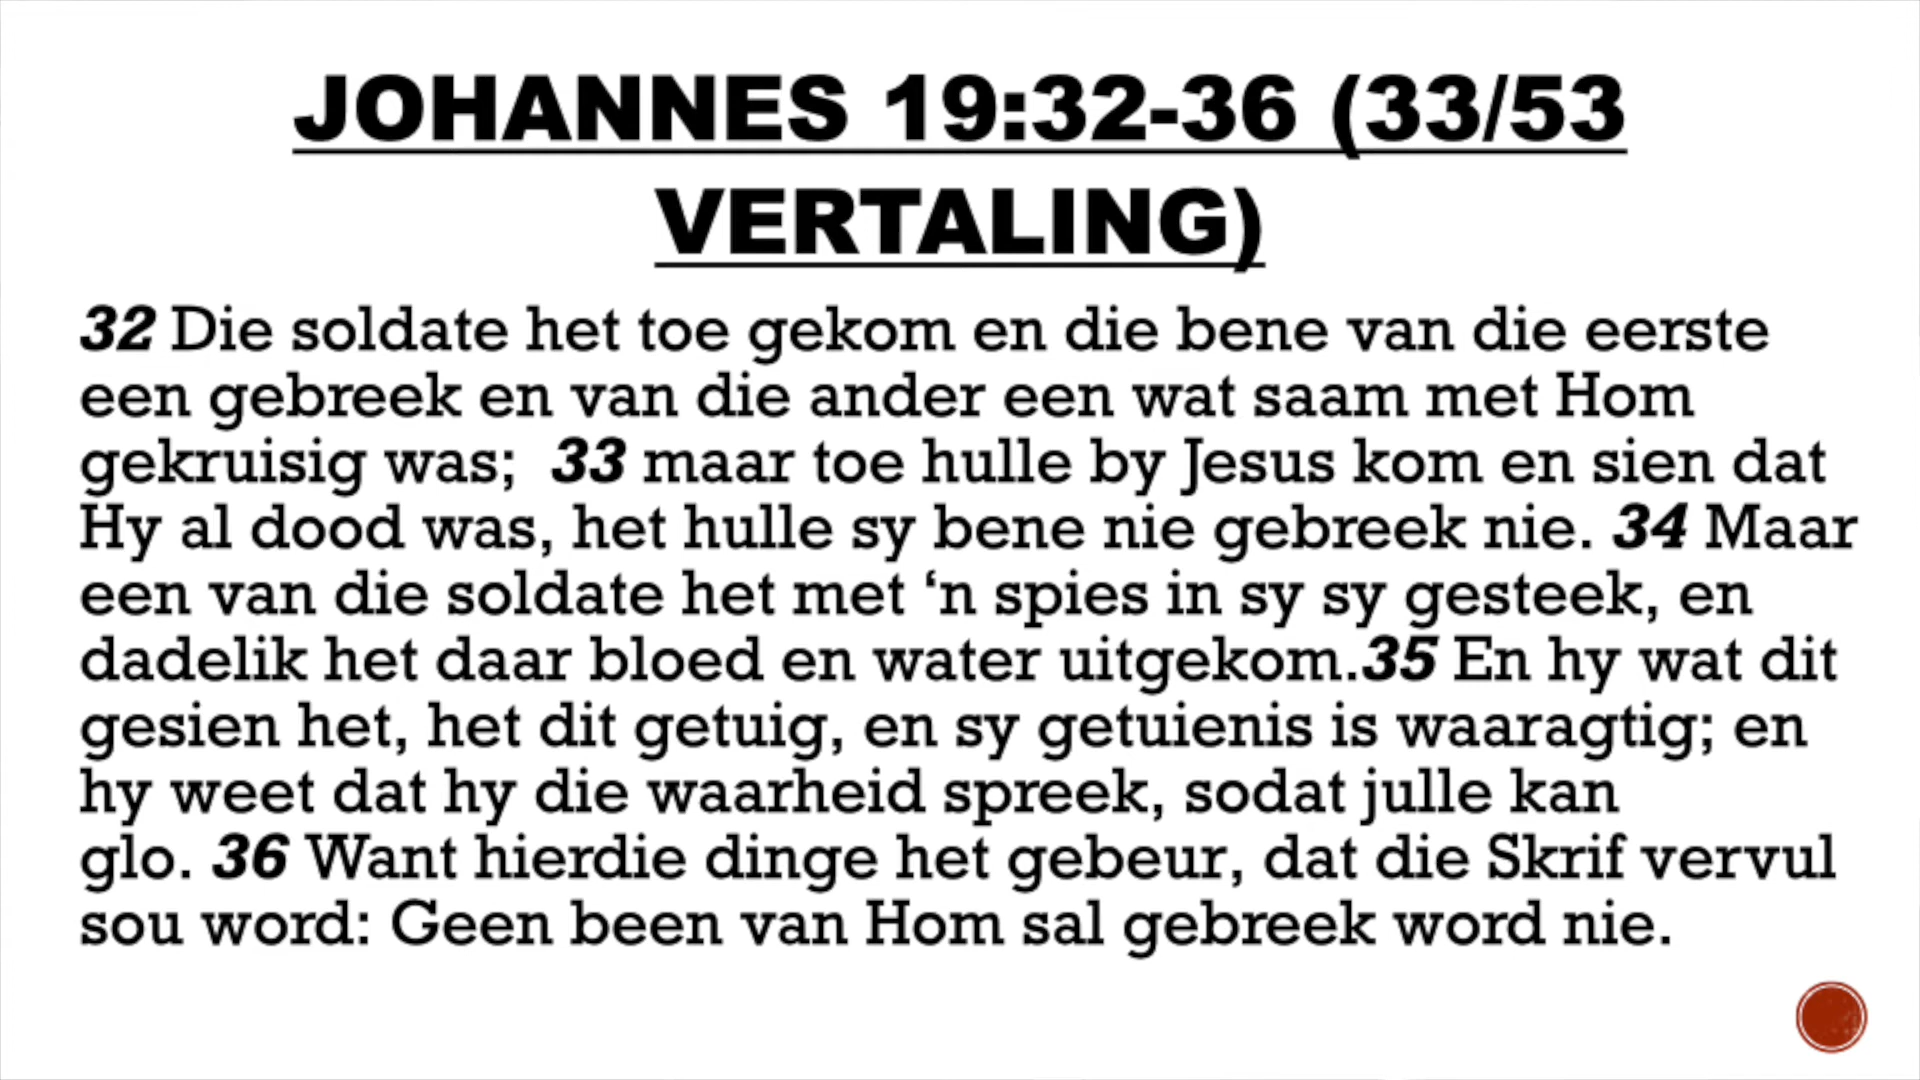 JOHANNES 19:32-36 (33/53
VERTALING)
32 Die soldate het toe gekom en die bene van die eerste
een gebreek en van die ander een wat saam met Hom
gekruisig was;  33 maar toe hulle by Jesus kom en sien dat
Hy al dood was, het hulle sy bene nie gebreek nie. 34 Maar
een van die soldate het met ‘n spies in sy sy gesteek, en
dadelik het daar bloed en water uitgekom.35 En hy wat dit
gesien het, het dit getuig, en sy getuienis is waaragtig; en
hy weet dat hy die waarheid spreek, sodat julle kan
glo. 36 Want hierdie dinge het gebeur, dat die Skrif vervul
sou word: Geen been van Hom sal gebreek word nie.